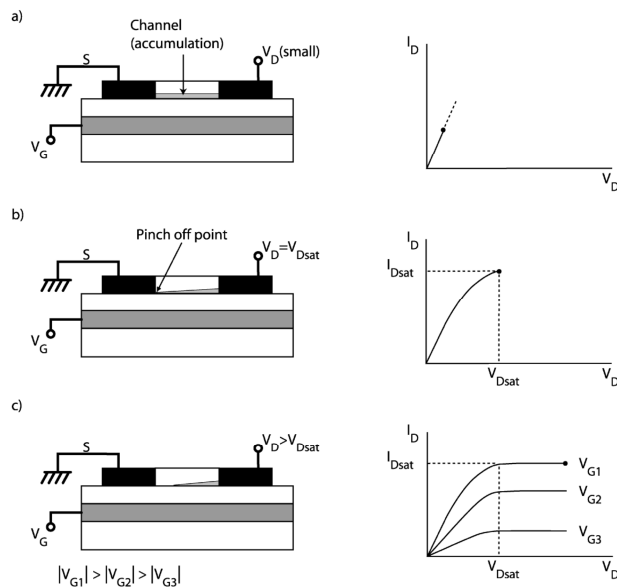 a)
Channel
(accumulation)
S
V_D(small)
V_G
I_D
V_D
b)
Pinch off point
S
V_D=V_Dsat
V_G
I_D
I_Dsat
V_Dsat
V_D
c)
S
V_D>V_Dsat
V_G
|V_G1| > |V_G2| > |V_G3|
I_D
I_Dsat
V_G1
V_G2
V_G3
V_Dsat
V_D